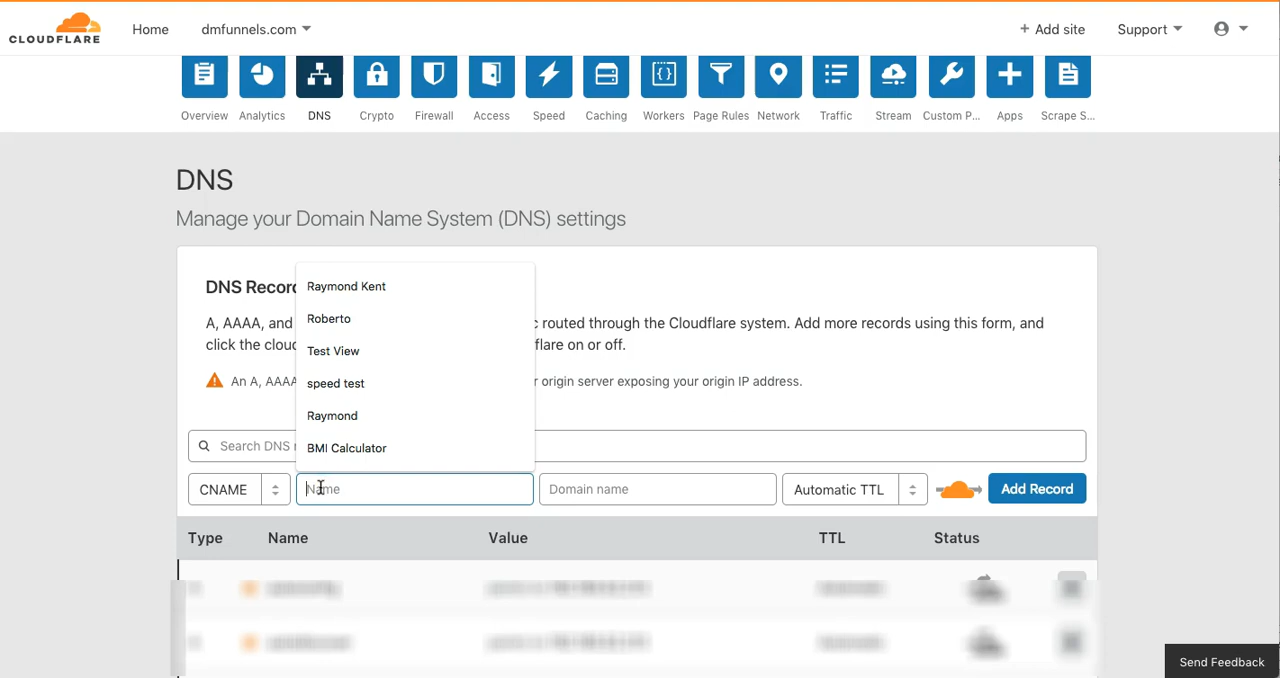 CLOUDFLARE
Home
dmfunnels.com
+ Add site
Support
Overview
Analytics
DNS
Crypto
Firewall
Access
Speed
Caching
Workers
Page Rules
Network
Traffic
Stream
Custom P...
Apps
Scrape S...
DNS
Manage your Domain Name System (DNS) settings
DNS Record
A, AAAA, and
c routed through the Cloudflare system. Add more records using this form, and
click the cloud
flare on or off.
An A, AAAA
r origin server exposing your origin IP address.
Raymond Kent
Roberto
Test View
speed test
Raymond
BMI Calculator
Search DNS
CNAME
Name
Domain name
Automatic TTL
Add Record
Type
Name
Value
TTL
Status
Send Feedback